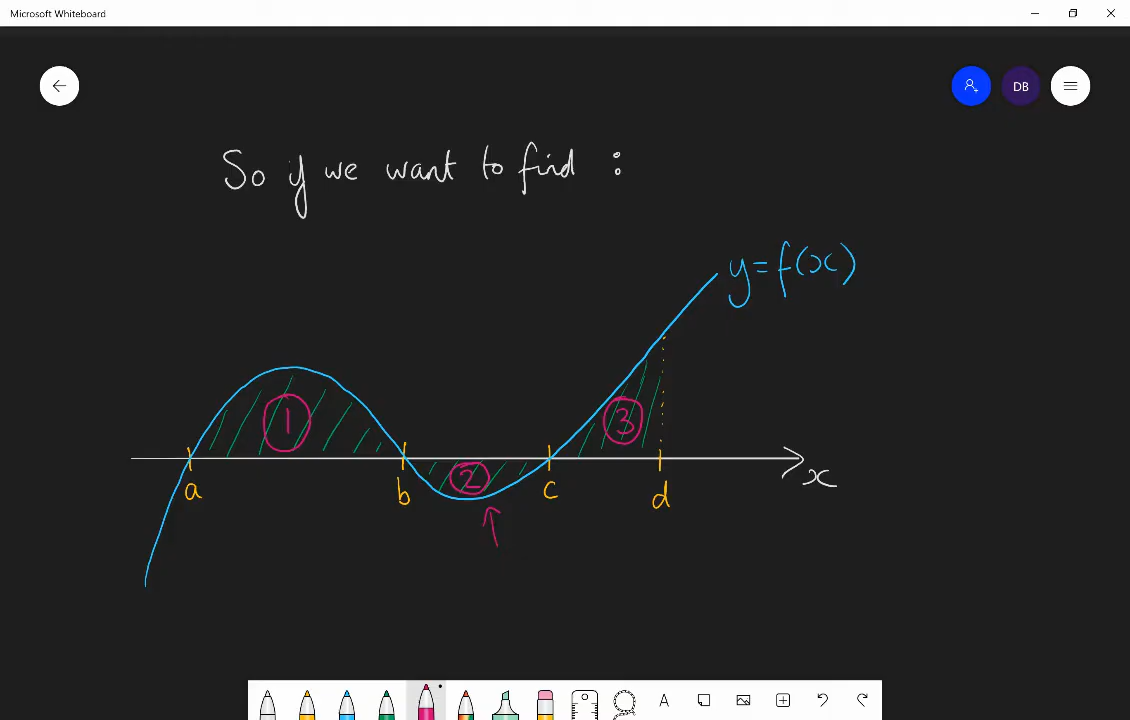 Microsoft Whiteboard
DB
So if we want to find :
y = f(x)
1
3
2
a
b
c
d
x
A